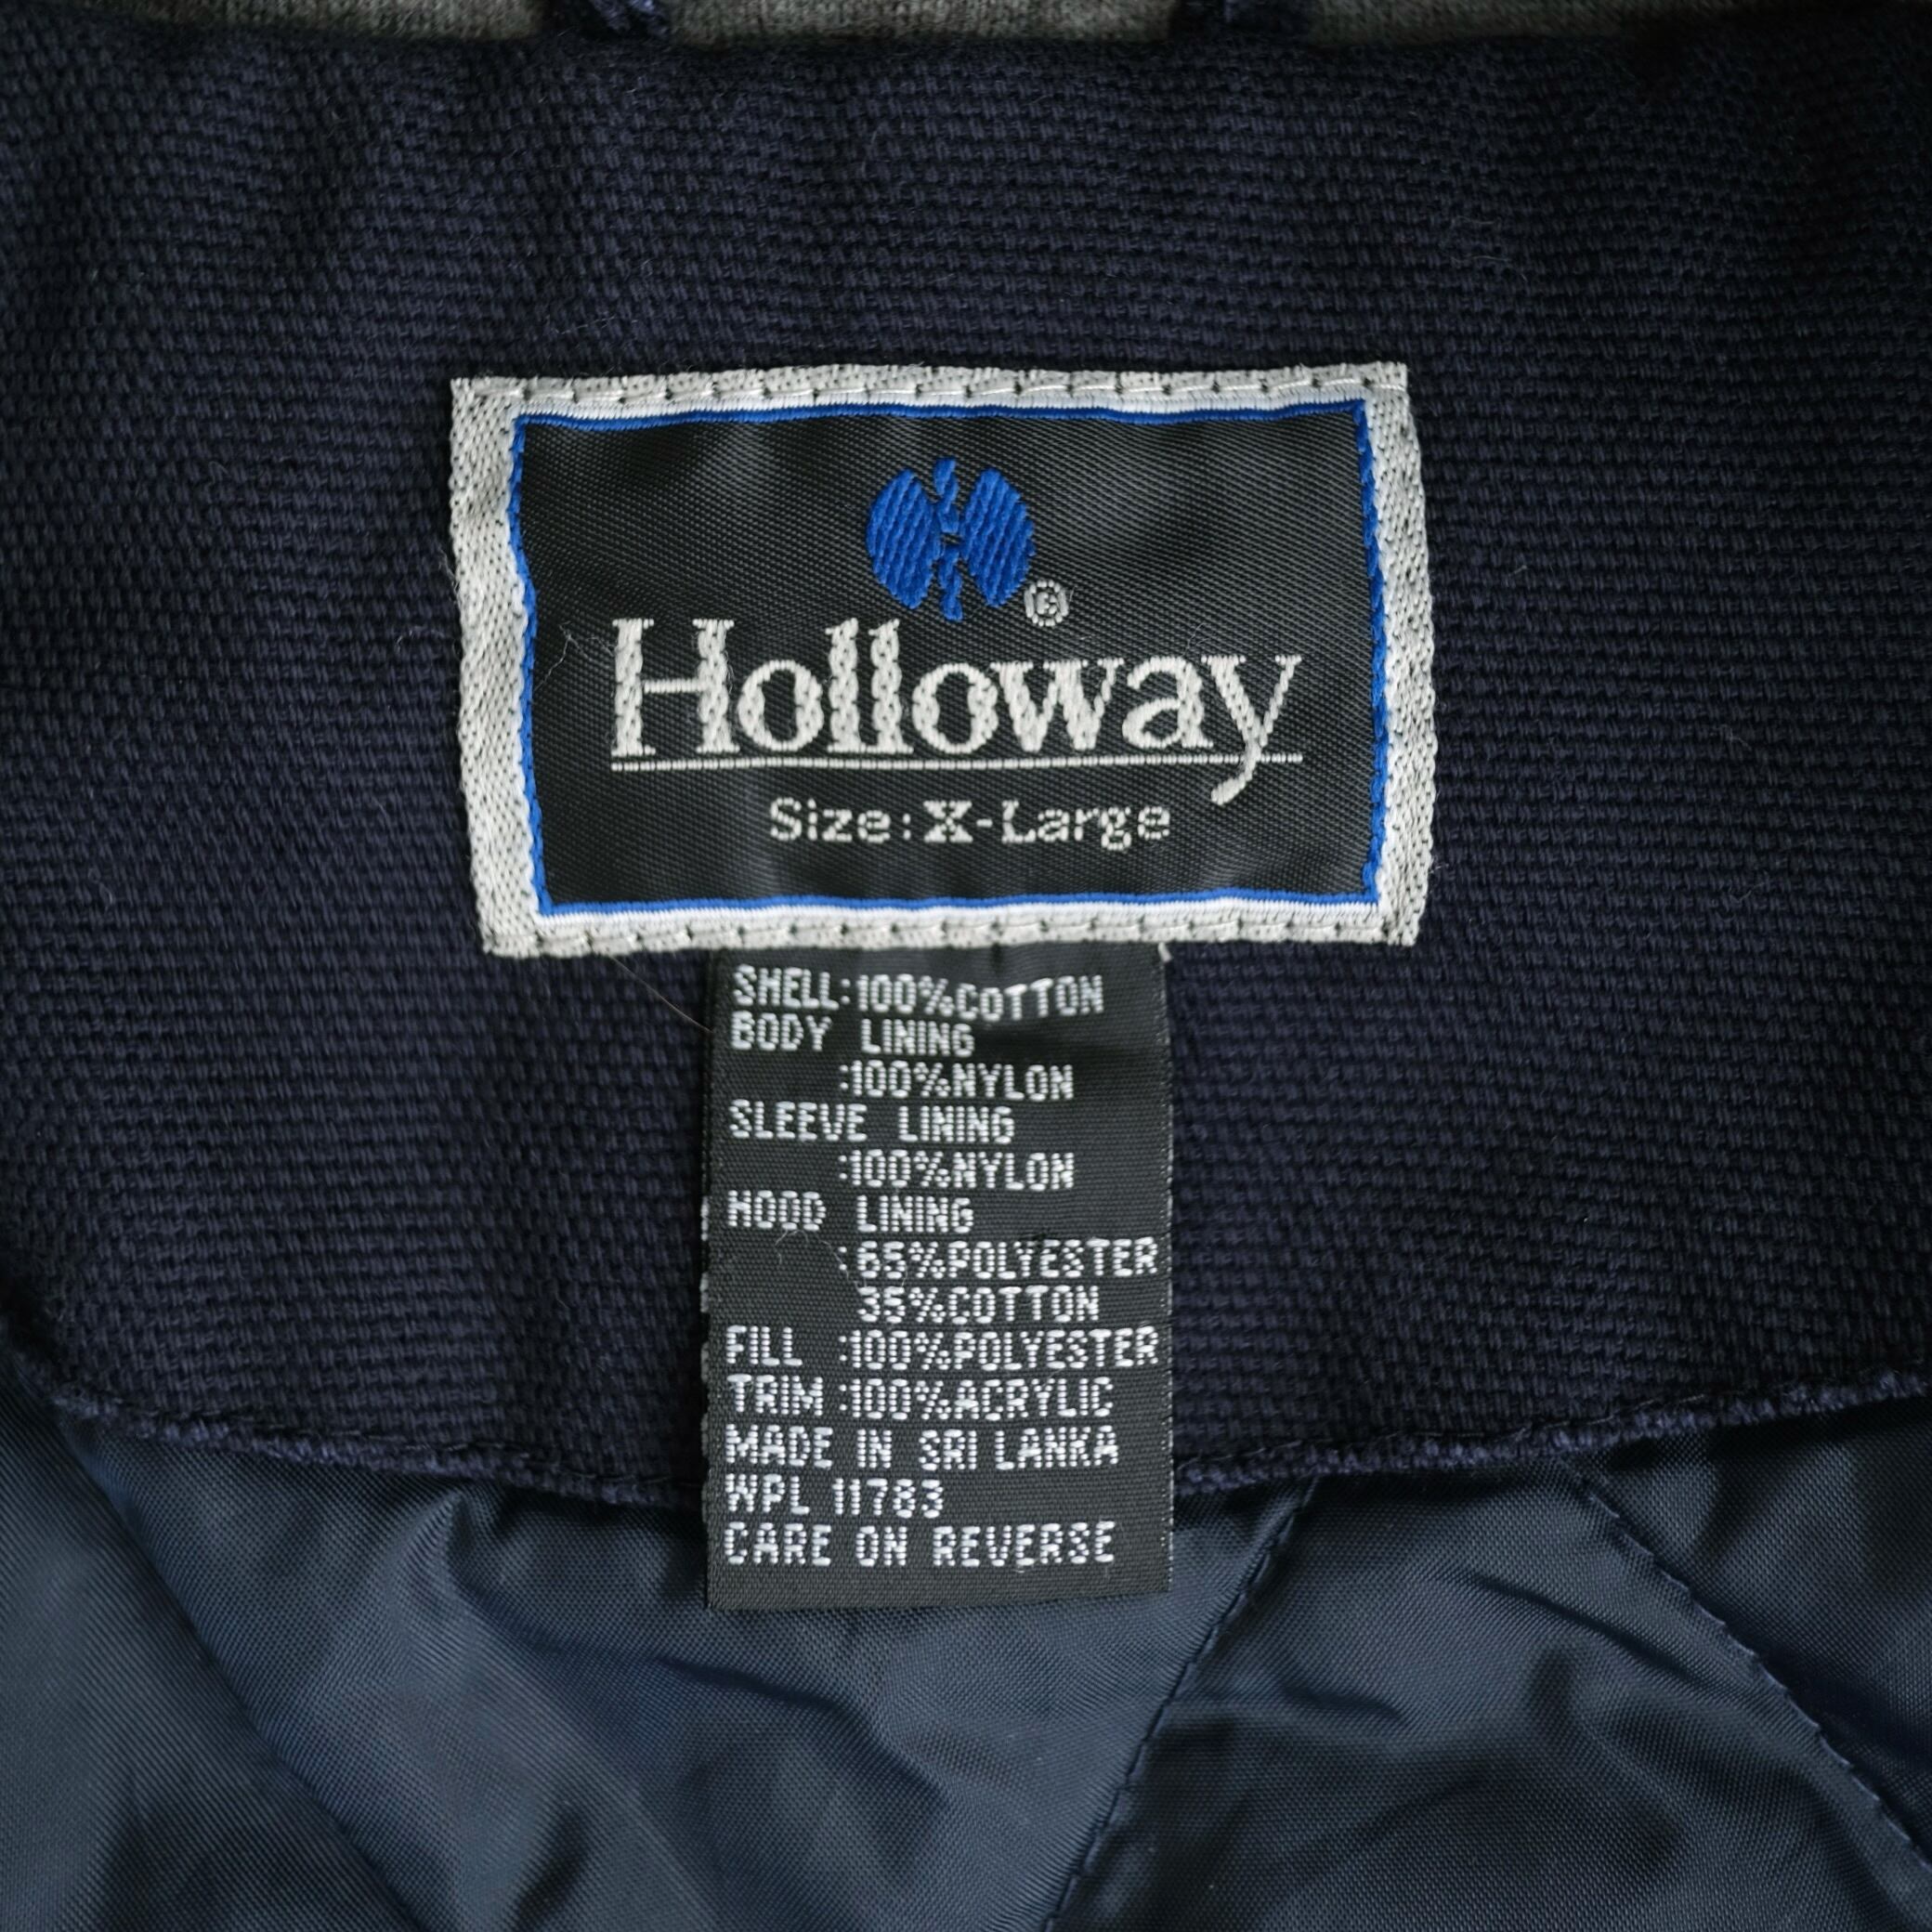 ®
Holloway
Size: X-Large
SHELL:100%COTTON
BODY LINING
:100%NYLON
SLEEVE LINING
:100%NYLON
HOOD LINING
:65%POLYESTER
35%COTTON
FILL :100%POLYESTER
TRIM :100%ACRYLIC
MADE IN SRI LANKA
WPL 11783
CARE ON REVERSE